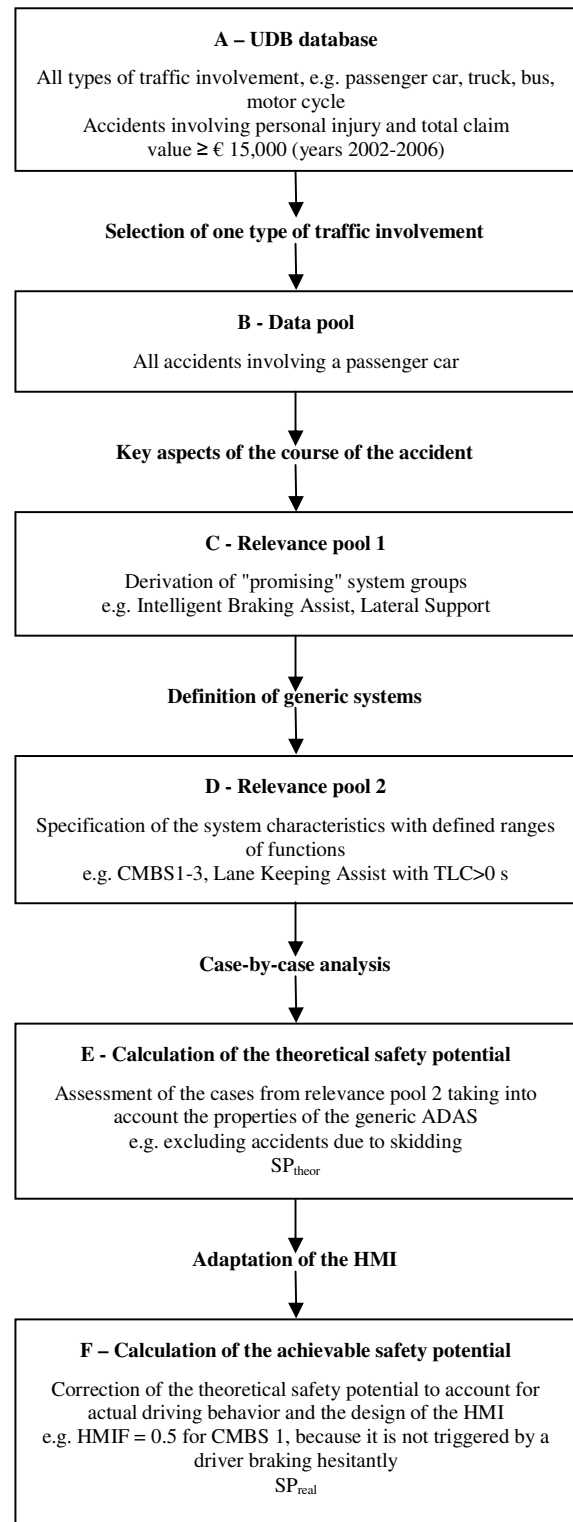 A – UDB database
All types of traffic involvement, e.g. passenger car, truck, bus,
motor cycle
Accidents involving personal injury and total claim
value ≥ € 15,000 (years 2002-2006)
Selection of one type of traffic involvement
B - Data pool
All accidents involving a passenger car
Key aspects of the course of the accident
C - Relevance pool 1
Derivation of "promising" system groups
e.g. Intelligent Braking Assist, Lateral Support
Definition of generic systems
D - Relevance pool 2
Specification of the system characteristics with defined ranges
of functions
e.g. CMBS1-3, Lane Keeping Assist with TLC>0 s
Case-by-case analysis
E - Calculation of the theoretical safety potential
Assessment of the cases from relevance pool 2 taking into
account the properties of the generic ADAS
e.g. excluding accidents due to skidding
SPtheor
Adaptation of the HMI
F – Calculation of the achievable safety potential
Correction of the theoretical safety potential to account for
actual driving behavior and the design of the HMI
e.g. HMIF = 0.5 for CMBS 1, because it is not triggered by a
driver braking hesitantly
SPreal